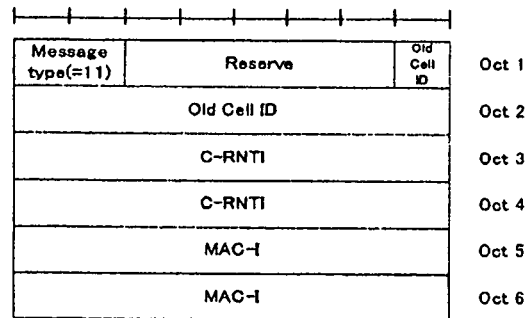 Message
type(=11)
Reserve
Old
Cell
ID
Oct 1
Old Cell ID
Oct 2
C-RNTI
Oct 3
C-RNTI
Oct 4
MAC-I
Oct 5
MAC-I
Oct 6